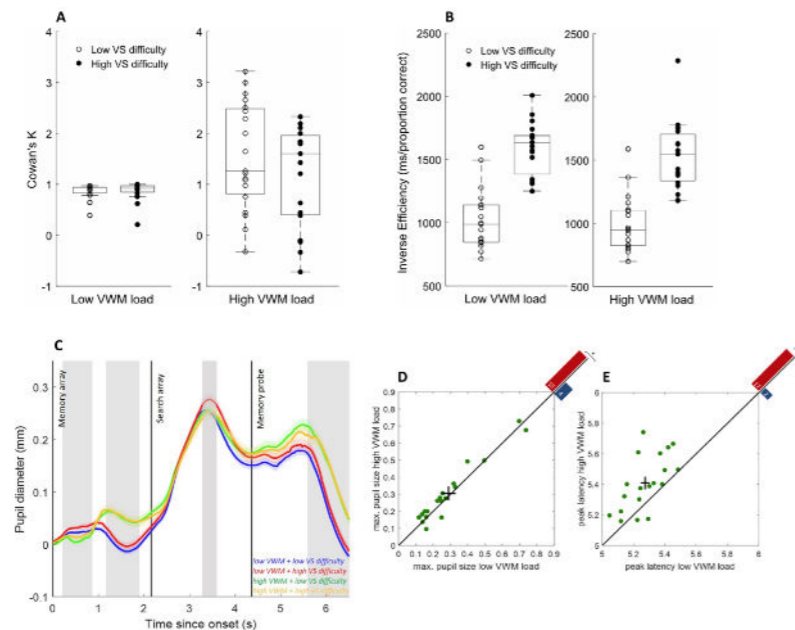 A
Low VS difficulty
High VS difficulty
4
3
2
1
0
-1
Cowan's K
Low VWM load
4
3
2
1
0
-1
High VWM load
B
Low VS difficulty
High VS difficulty
2500
2000
1500
1000
500
Inverse Efficiency (ms/proportion correct)
Low VWM load
2500
2000
1500
1000
500
High VWM load
C
Memory array
Search array
Memory probe
0.3
0.2
0.1
0
-0.1
Pupil diameter (mm)
low VWM + low VS difficulty
low VWM + high VS difficulty
high VWM + low VS difficulty
high VWM + high VS difficulty
0 1 2 3 4 5 6
Time since onset (s)
D
0.9
0.8
0.7
0.6
0.5
0.4
0.3
0.2
0.1
0
max. pupil size high VWM load
0 0.1 0.2 0.3 0.4 0.5 0.6 0.7 0.8 0.9
max. pupil size low VWM load
E
6
5.8
5.6
5.4
5.2
5
peak latency high VWM load
5 5.2 5.4 5.6 5.8 6
peak latency low VWM load